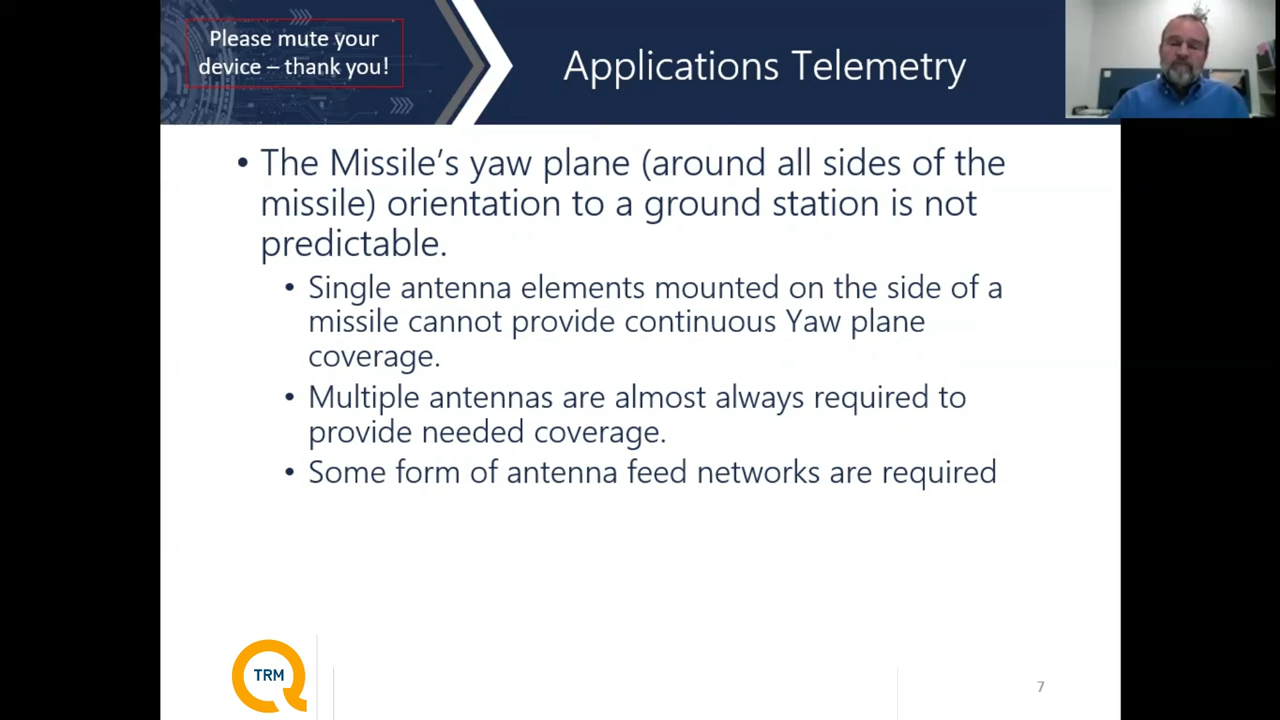 Please mute your
device – thank you!
Applications Telemetry
• The Missile's yaw plane (around all sides of the
missile) orientation to a ground station is not
predictable.
• Single antenna elements mounted on the side of a
missile cannot provide continuous Yaw plane
coverage.
• Multiple antennas are almost always required to
provide needed coverage.
• Some form of antenna feed networks are required
TRM
7